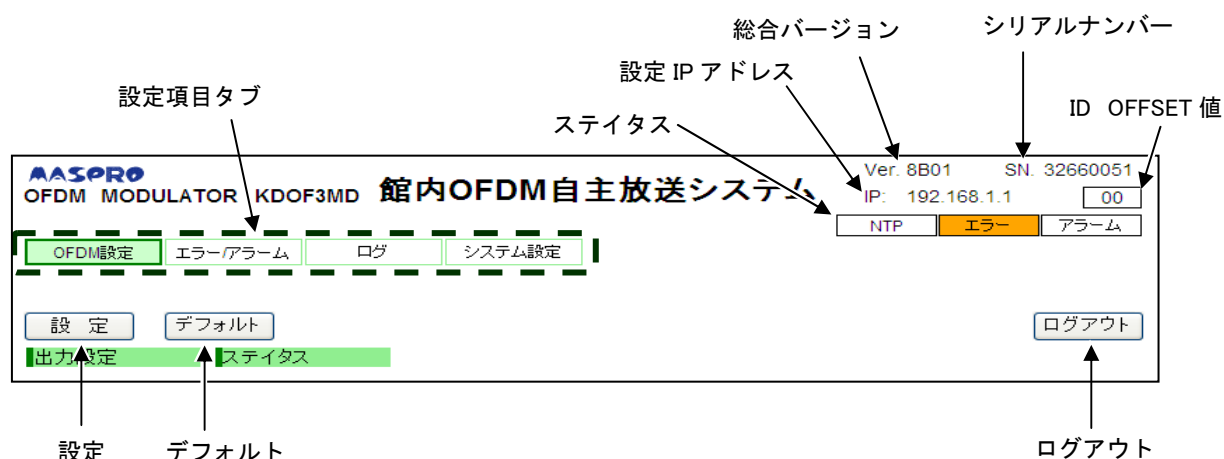 総合バージョン
シリアルナンバー
設定 IP アドレス
設定項目タブ
ID OFFSET 値
ステイタス
MASPRO
OFDM MODULATOR KDOF3MD 館内OFDM自主放送システム
Ver. 8B01 SN. 32660051
IP: 192.168.1.1 00
NTP エラー アラーム
OFDM設定 エラー/アラーム ログ システム設定
設 定 デフォルト ログアウト
出力設定 ステイタス
設定 デフォルト ログアウト